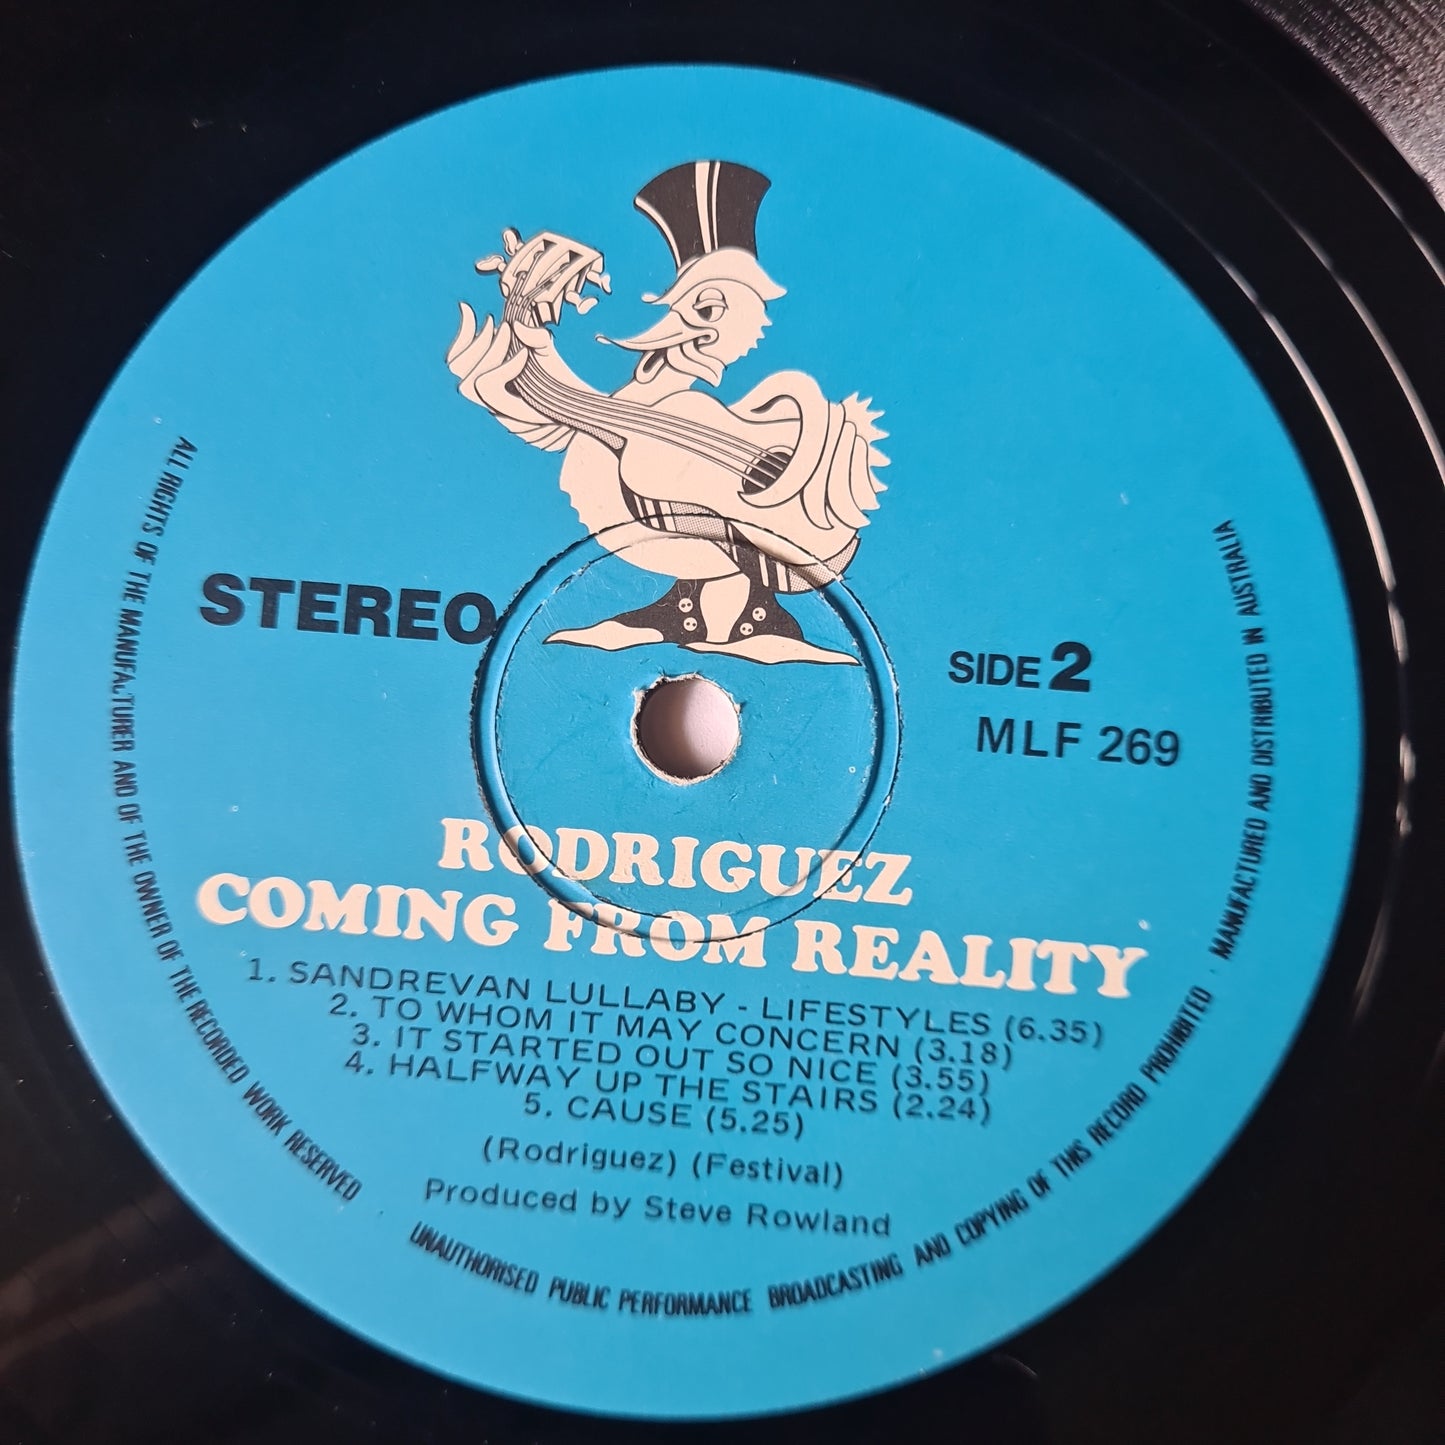 STEREO
SIDE 2
MLF 269
RODRIGUEZ
COMING FROM REALITY
1. SANDREVAN LULLABY - LIFESTYLES (6.35)
2. TO WHOM IT MAY CONCERN (3.18)
3. IT STARTED OUT SO NICE (3.55)
4. HALFWAY UP THE STAIRS (2.24)
5. CAUSE (5.25)
(Rodriguez) (Festival)
Produced by Steve Rowland
ALL RIGHTS OF THE MANUFACTURER AND OF THE OWNER OF THE RECORDED WORK RESERVED
UNAUTHORISED PUBLIC PERFORMANCE BROADCASTING AND COPYING OF THIS RECORD PROHIBITED · MANUFACTURED AND DISTRIBUTED IN AUSTRALIA